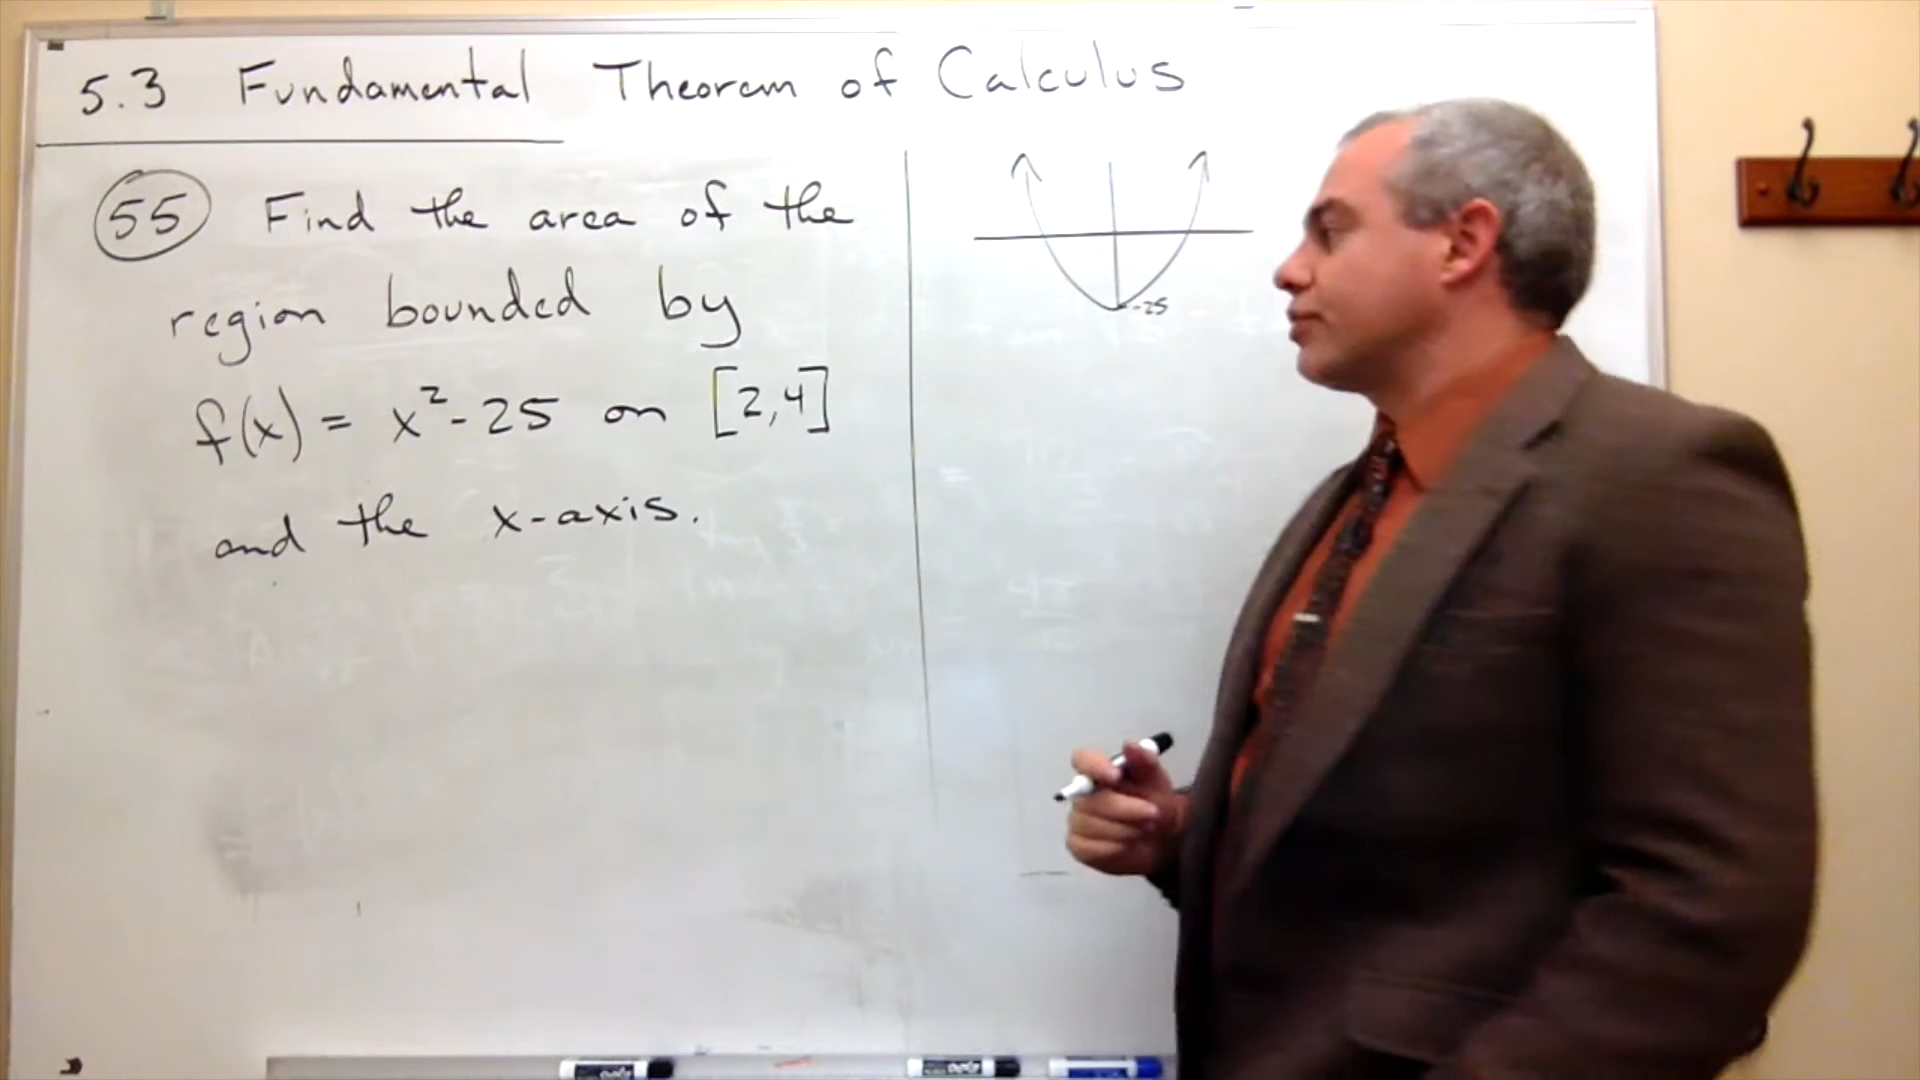 5.3 Fundamental Theorem of Calculus
55 Find the area of the
region bounded by
f(x) = x² - 25 on [2,4]
and the x-axis.
-25